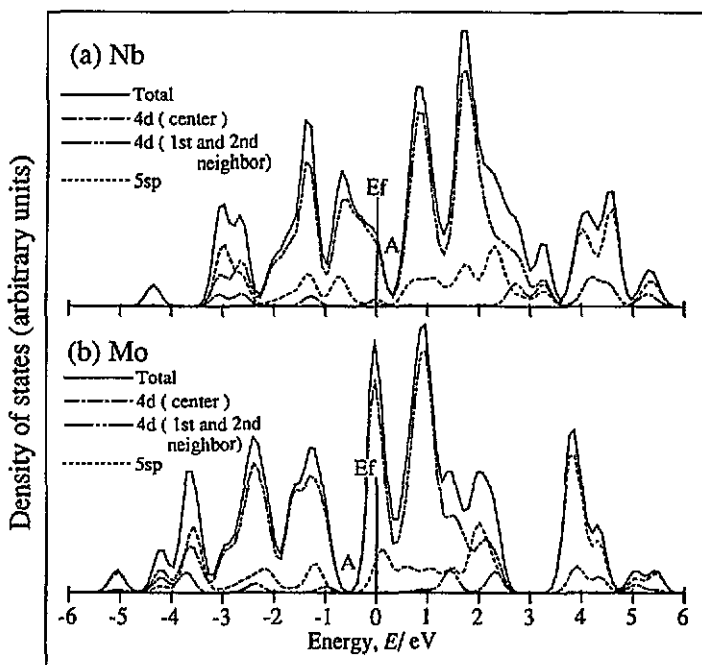 (a) Nb
Total
4d ( center )
4d ( 1st and 2nd
neighbor)
5sp
Ef
A
(b) Mo
Total
4d ( center )
4d ( 1st and 2nd
neighbor)
5sp
Ef
A
Density of states (arbitrary units)
-6 -5 -4 -3 -2 -1 0 1 2 3 4 5 6
Energy, E/ eV